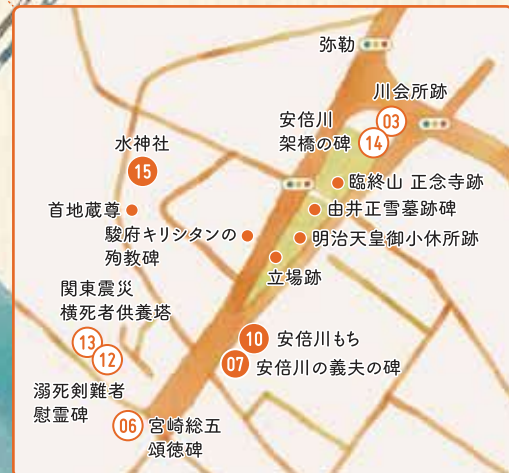 弥勒
川会所跡
03
安倍川
架橋の碑
14
水神社
15
臨終山 正念寺跡
首地蔵尊
由井正雪墓跡碑
駿府キリシタンの
殉教碑
明治天皇御小休所跡
立場跡
関東震災
横死者供養塔
13
12
10
安倍川もち
07
安倍川の義夫の碑
溺死剣難者
慰霊碑
06
宮崎総五
頌徳碑